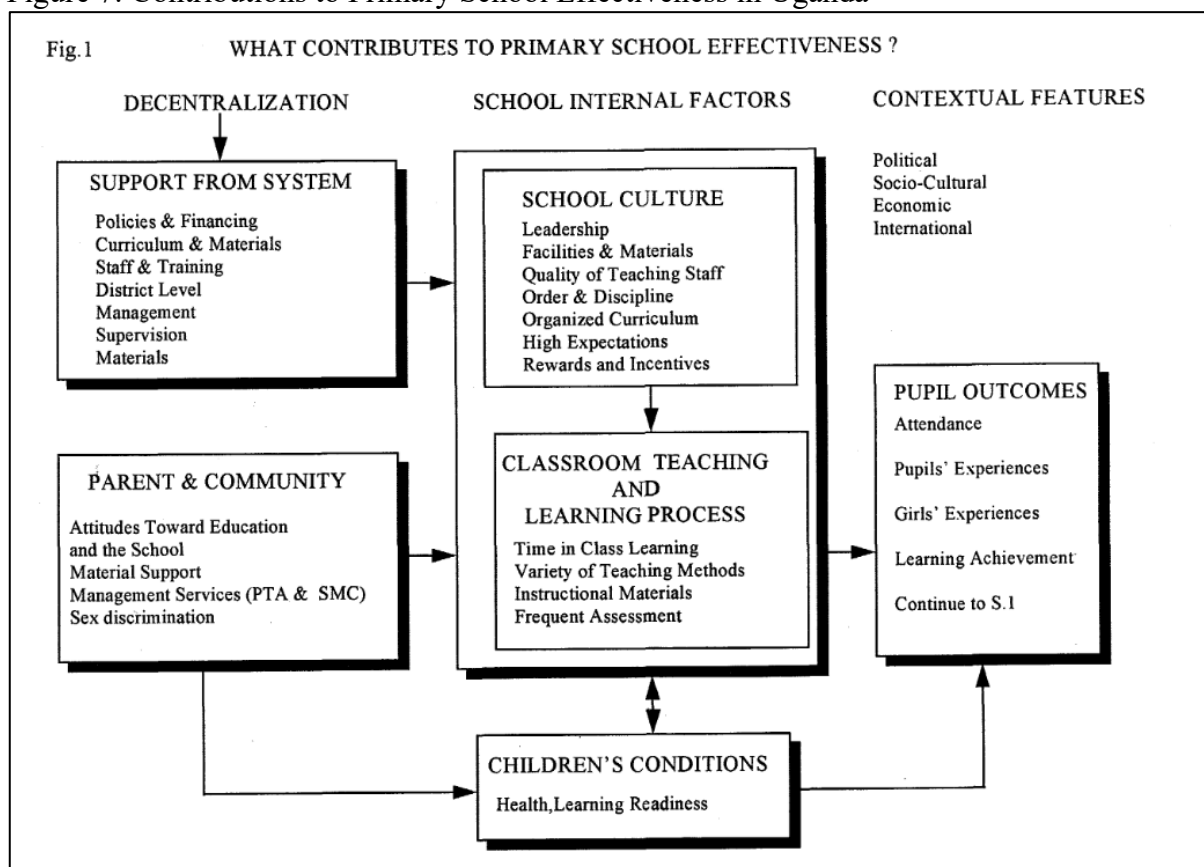 Figure 7: Contributions to Primary School Effectiveness in Uganda
Fig.1
WHAT CONTRIBUTES TO PRIMARY SCHOOL EFFECTIVENESS ?
DECENTRALIZATION
SUPPORT FROM SYSTEM
Policies & Financing
Curriculum & Materials
Staff & Training
District Level
Management
Supervision
Materials
PARENT & COMMUNITY
Attitudes Toward Education
and the School
Material Support
Management Services (PTA & SMC)
Sex discrimination
SCHOOL INTERNAL FACTORS
SCHOOL CULTURE
Leadership
Facilities & Materials
Quality of Teaching Staff
Order & Discipline
Organized Curriculum
High Expectations
Rewards and Incentives
CLASSROOM TEACHING
AND
LEARNING PROCESS
Time in Class Learning
Variety of Teaching Methods
Instructional Materials
Frequent Assessment
CHILDREN'S CONDITIONS
Health,Learning Readiness
CONTEXTUAL FEATURES
Political
Socio-Cultural
Economic
International
PUPIL OUTCOMES
Attendance
Pupils' Experiences
Girls' Experiences
Learning Achievement
Continue to S.1